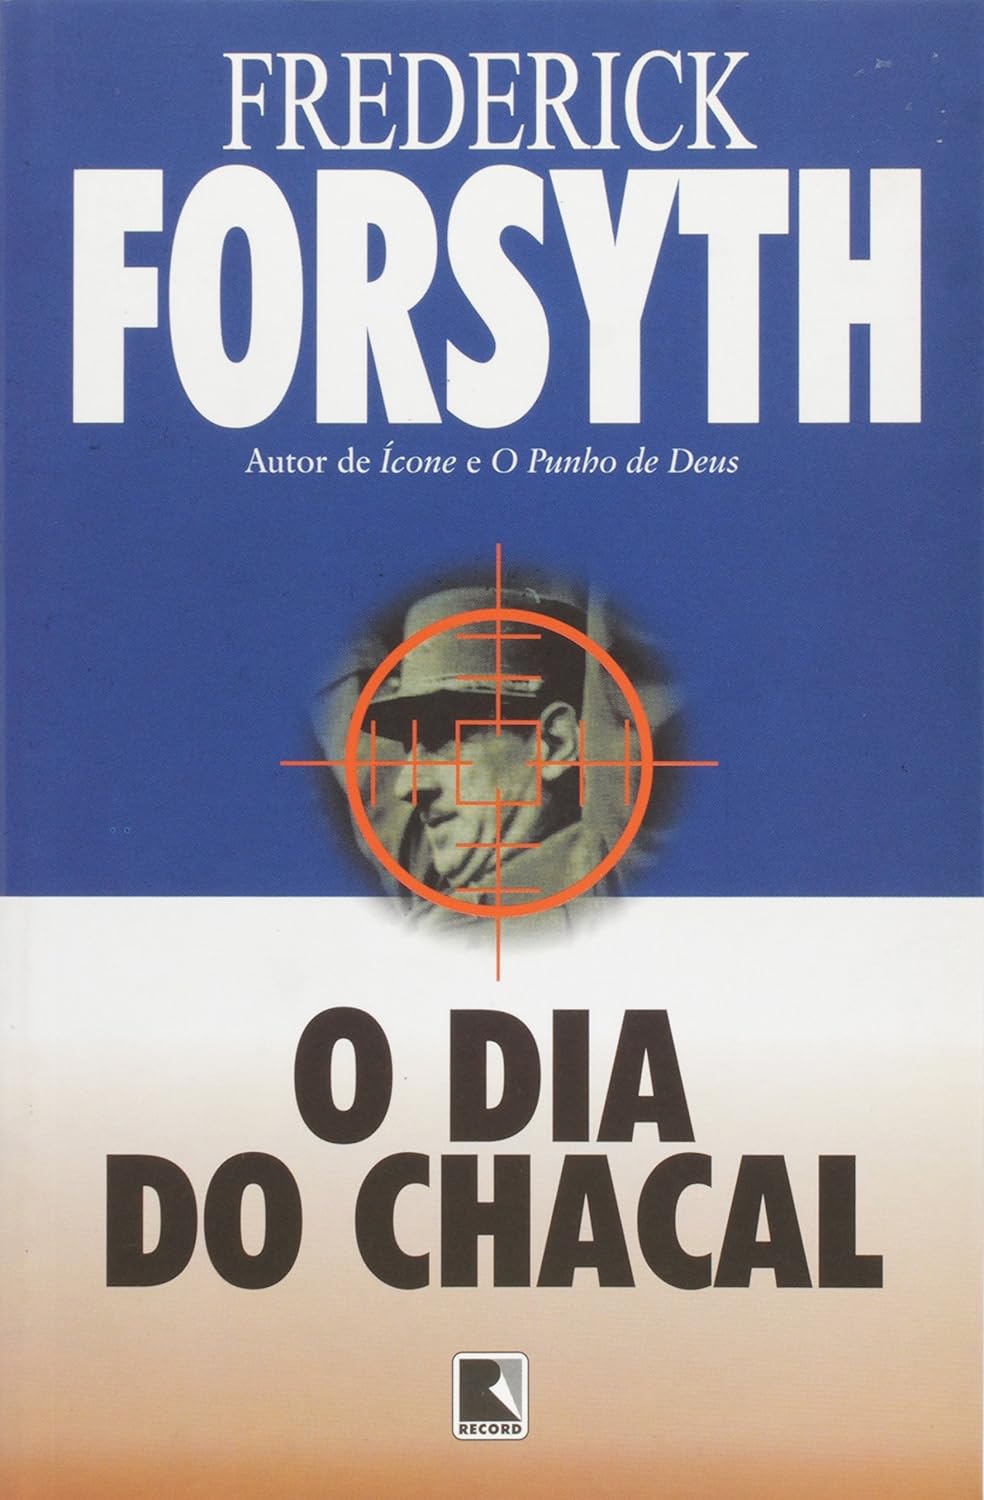 FREDERICK
FORSYTH
Autor de Ícone e O Punho de Deus
O DIA
DO CHACAL
RECORD